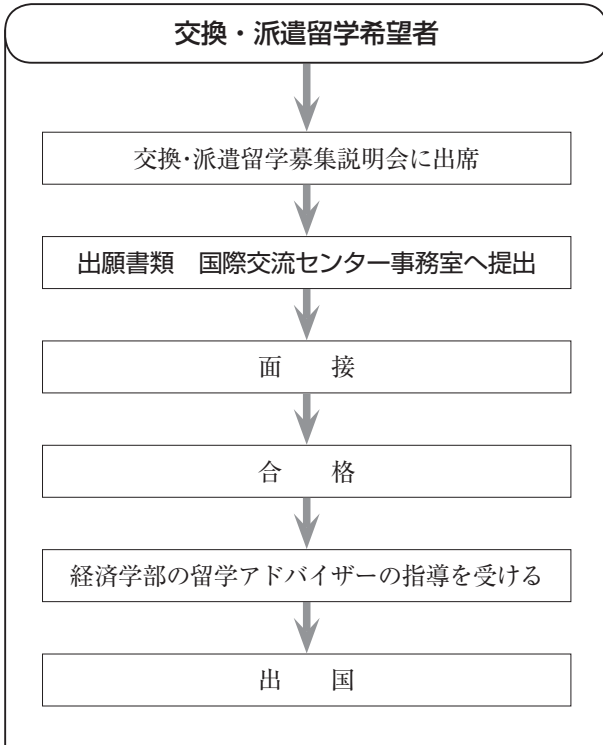 交換・派遣留学希望者
交換・派遣留学募集説明会に出席
出願書類　国際交流センター事務室へ提出
面　　接
合　　格
経済学部の留学アドバイザーの指導を受ける
出　　国